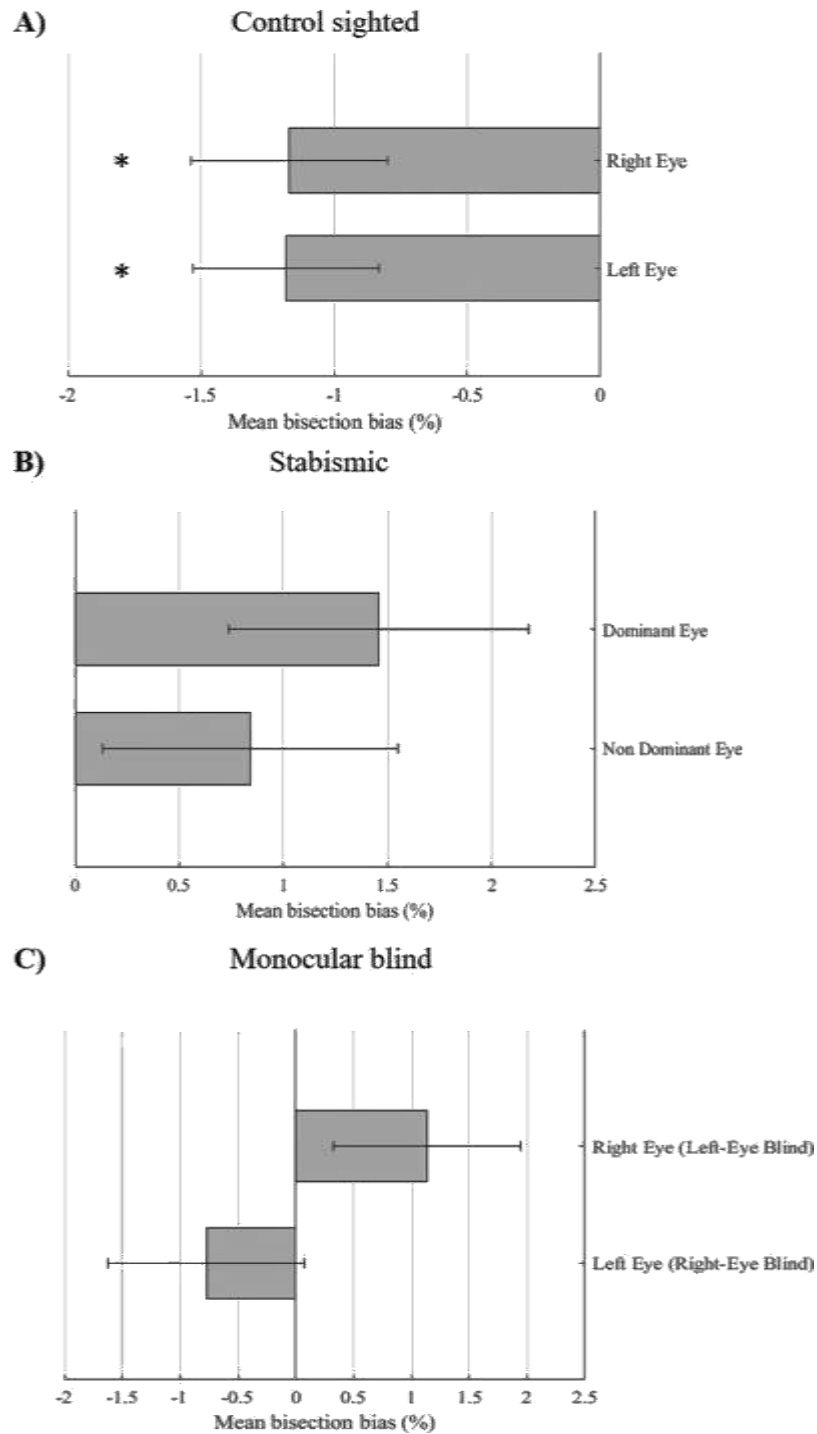 A) Control sighted
* Right Eye
* Left Eye
-2 -1.5 -1 -0.5 0
Mean bisection bias (%)
B) Stabismic
Dominant Eye
Non Dominant Eye
0 0.5 1 1.5 2 2.5
Mean bisection bias (%)
C) Monocular blind
Right Eye (Left-Eye Blind)
Left Eye (Right-Eye Blind)
-2 -1.5 -1 -0.5 0 0.5 1 1.5 2 2.5
Mean bisection bias (%)